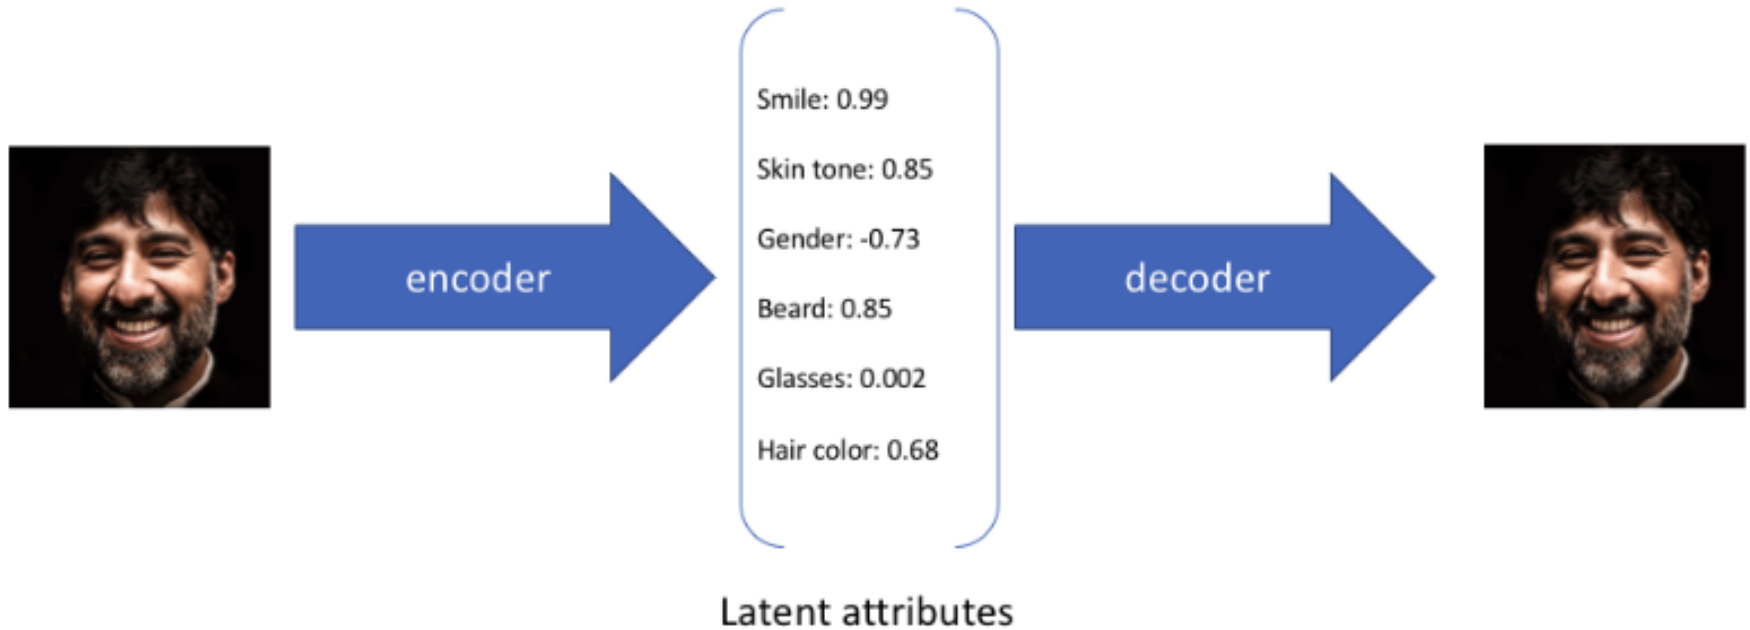 Smile: 0.99
Skin tone: 0.85
Gender: -0.73
Beard: 0.85
Glasses: 0.002
Hair color: 0.68
encoder
decoder
Latent attributes